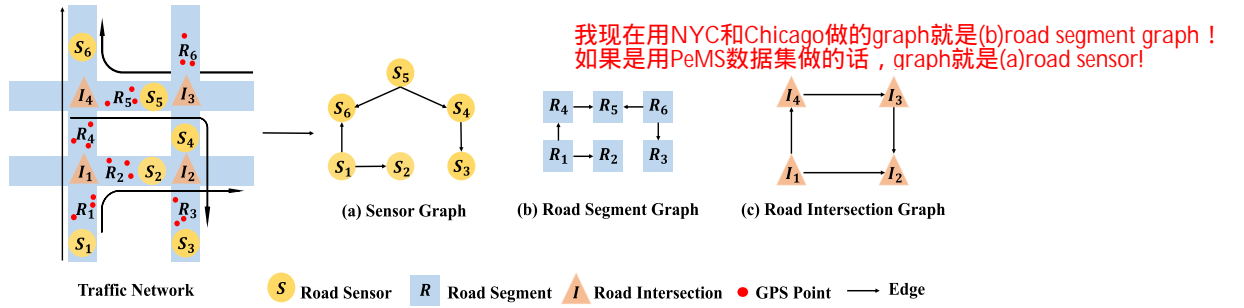 我现在用NYC和Chicago做的graph就是(b)road segment graph！
如果是用PeMS数据集做的话，graph就是(a)road sensor!
S6
R6
I4
R5
S5
I3
R4
S4
I1
R2
S2
I2
R1
R3
S1
S3
Traffic Network
S5
S6
S4
S1
S2
S3
(a) Sensor Graph
R4
R5
R6
R1
R2
R3
(b) Road Segment Graph
I4
I3
I1
I2
(c) Road Intersection Graph
S Road Sensor
R Road Segment
I Road Intersection
GPS Point
Edge